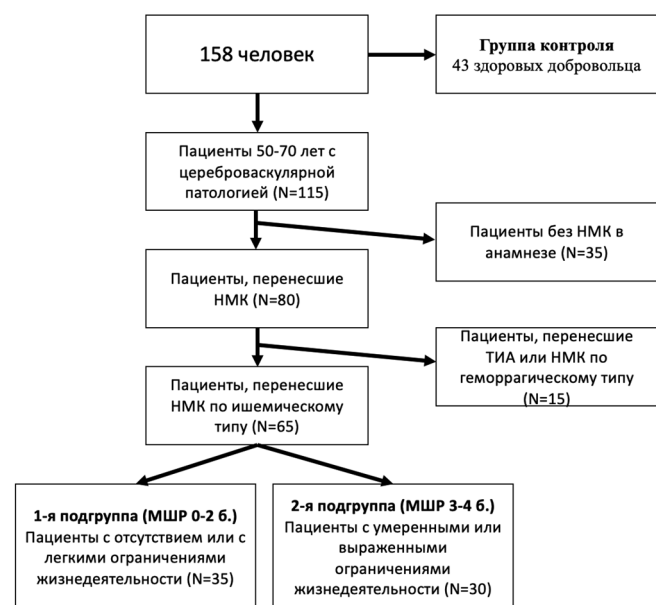 158 человек
Группа контроля
43 здоровых добровольца
Пациенты 50-70 лет с
цереброваскулярной
патологией (N=115)
Пациенты без НМК в
анамнезе (N=35)
Пациенты, перенесшие
НМК (N=80)
Пациенты, перенесшие
ТИА или НМК по
геморрагическому типу
(N=15)
Пациенты, перенесшие
НМК по ишемическому
типу (N=65)
1-я подгруппа (МШР 0-2 б.)
Пациенты с отсутствием или с
легкими ограничениями
жизнедеятельности (N=35)
2-я подгруппа (МШР 3-4 б.)
Пациенты с умеренными или
выраженными
ограничениями
жизнедеятельности (N=30)